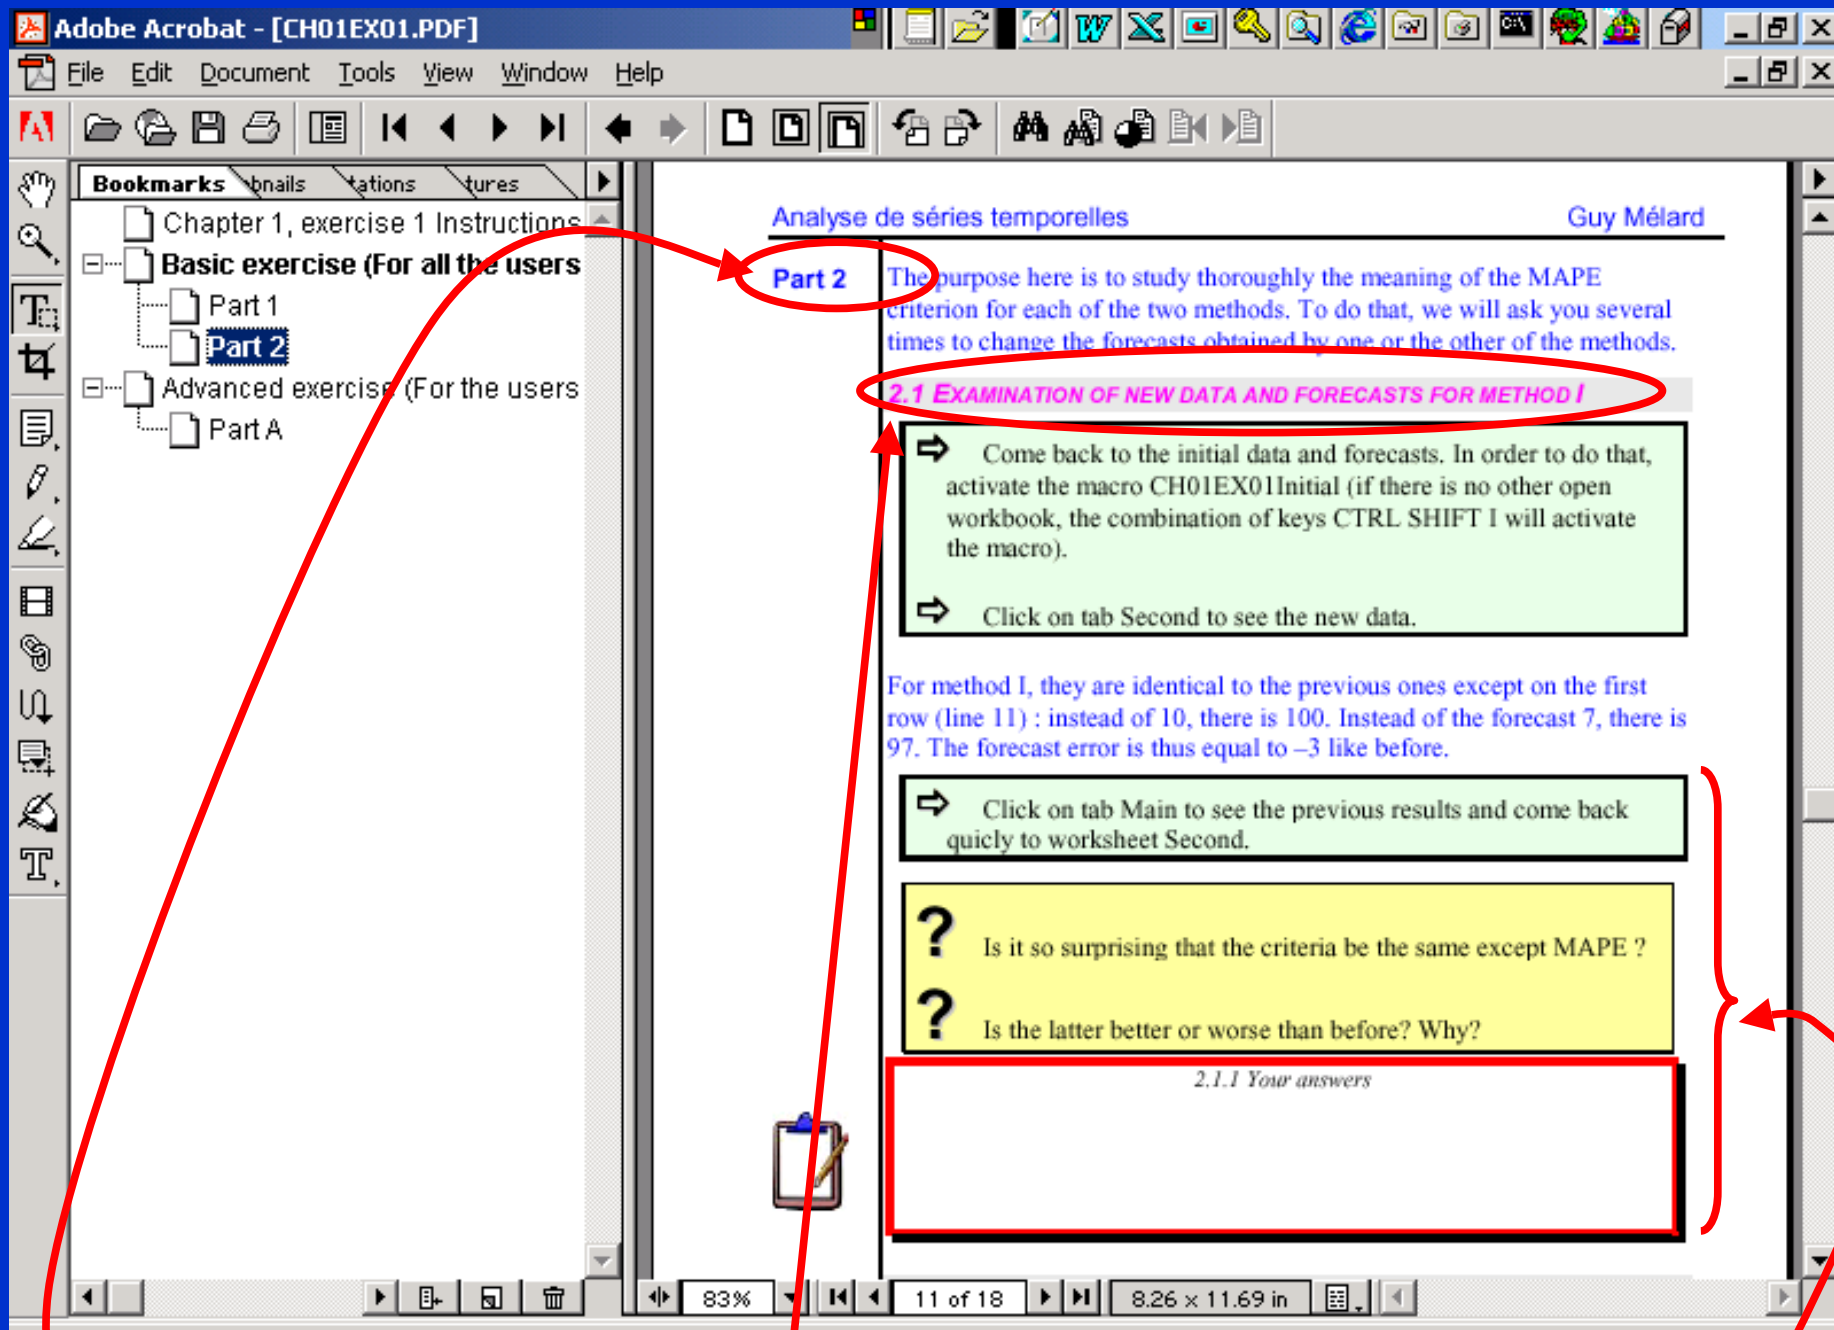 Adobe Acrobat - [CH01EX01.PDF]
File Edit Document Tools View Window Help
Bookmarks bnails tations tures
Chapter 1, exercise 1 Instructions
Basic exercise (For all the users
Part 1
Part 2
Advanced exercise (For the users
Part A
Analyse de séries temporelles Guy Mélard
Part 2
The purpose here is to study thoroughly the meaning of the MAPE
criterion for each of the two methods. To do that, we will ask you several
times to change the forecasts obtained by one or the other of the methods.
2.1 EXAMINATION OF NEW DATA AND FORECASTS FOR METHOD I
Come back to the initial data and forecasts. In order to do that,
activate the macro CH01EX01Initial (if there is no other open
workbook, the combination of keys CTRL SHIFT I will activate
the macro).
Click on tab Second to see the new data.
For method I, they are identical to the previous ones except on the first
row (line 11) : instead of 10, there is 100. Instead of the forecast 7, there is
97. The forecast error is thus equal to –3 like before.
Click on tab Main to see the previous results and come back
quicly to worksheet Second.
? Is it so surprising that the criteria be the same except MAPE ?
? Is the latter better or worse than before? Why?
2.1.1 Your answers
83% 11 of 18 8.26 x 11.69 in